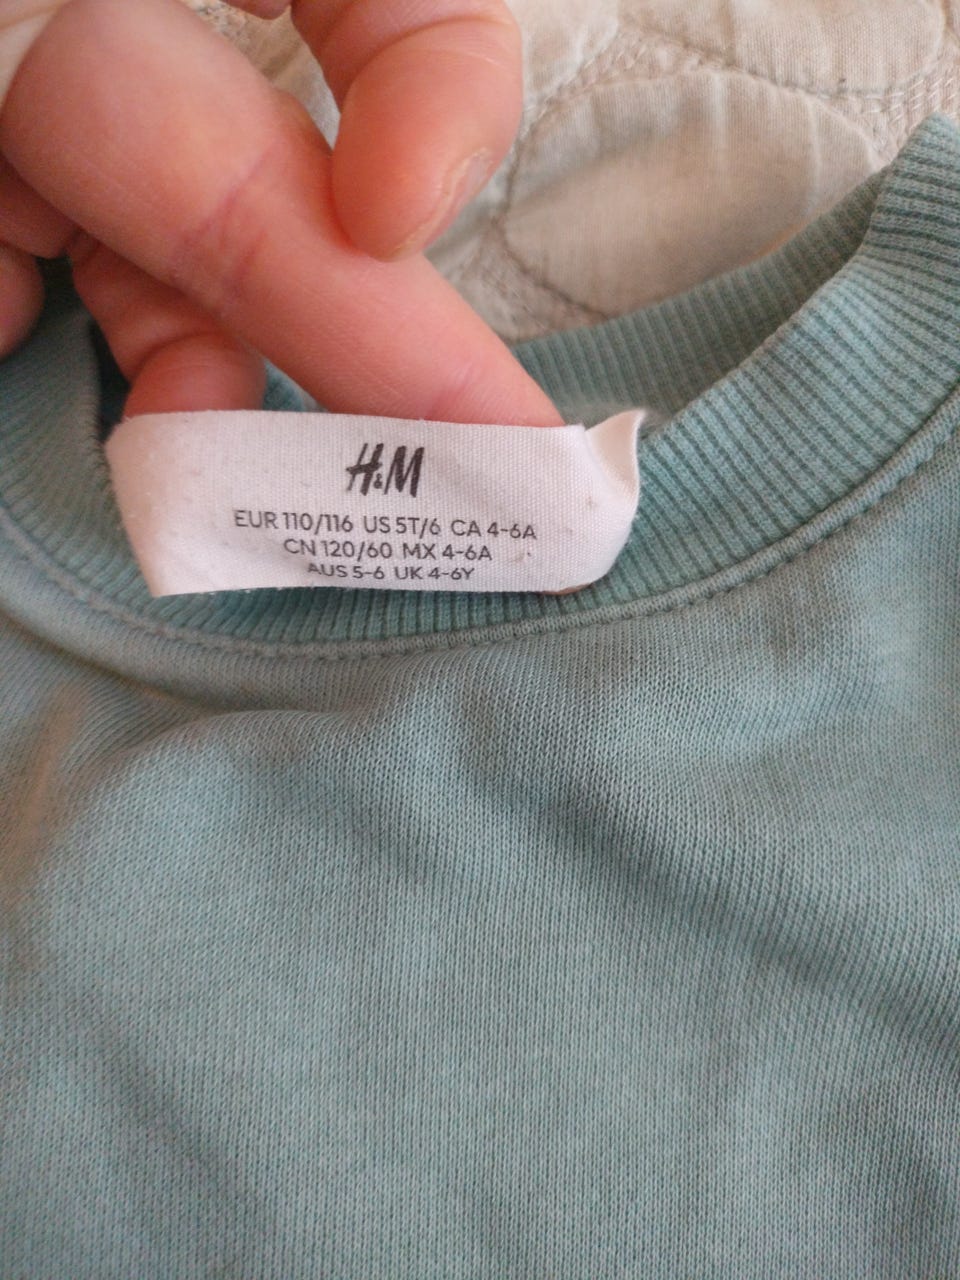 H&M
EUR 110/116 US 5T/6 CA 4-6A
CN 120/60 MX 4-6A
AUS 5-6 UK 4-6Y